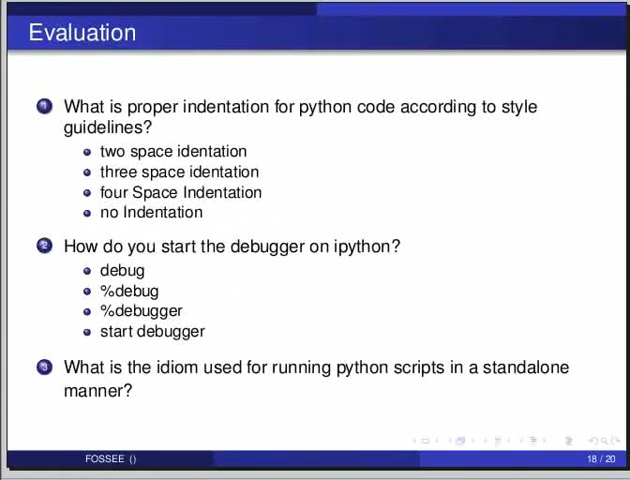 Evaluation
1 What is proper indentation for python code according to style
guidelines?
two space identation
three space identation
four Space Indentation
no Indentation
2 How do you start the debugger on ipython?
debug
%debug
%debugger
start debugger
3 What is the idiom used for running python scripts in a standalone
manner?
FOSSEE () 18 / 20